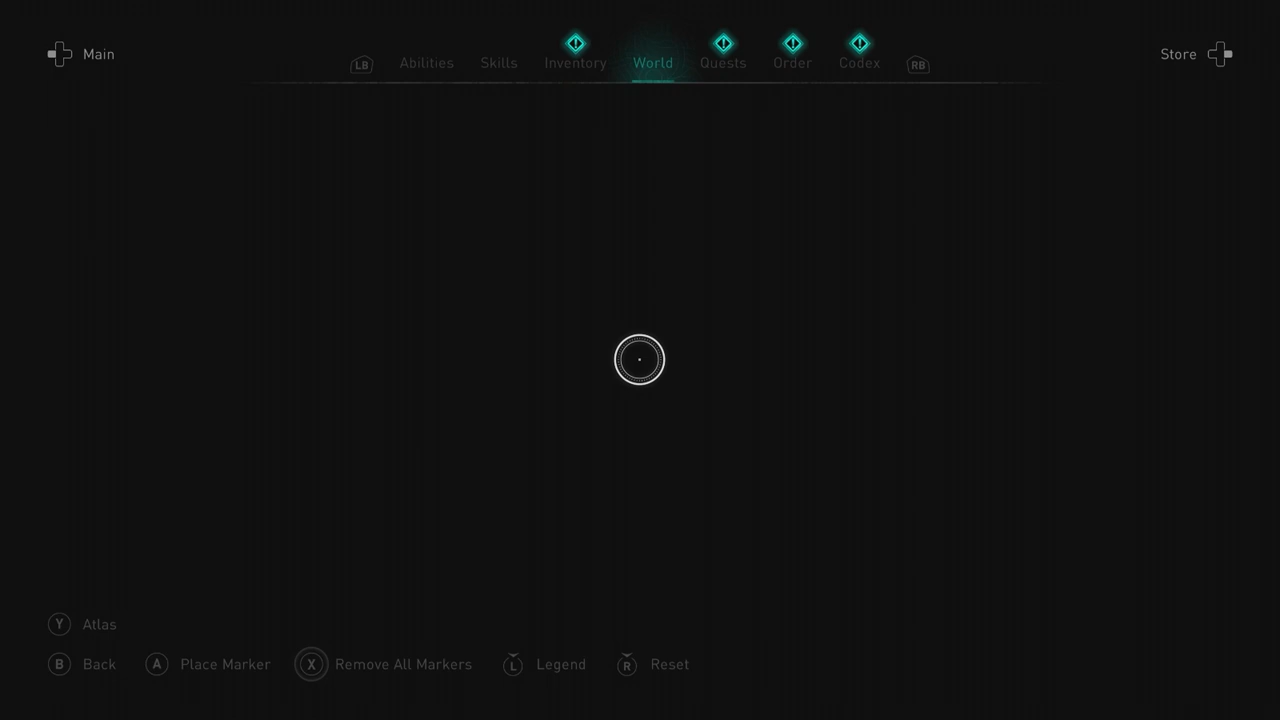 Main
LB Abilities Skills Inventory World Quests Order Codex RB
Store
Y Atlas
B Back A Place Marker X Remove All Markers L Legend R Reset